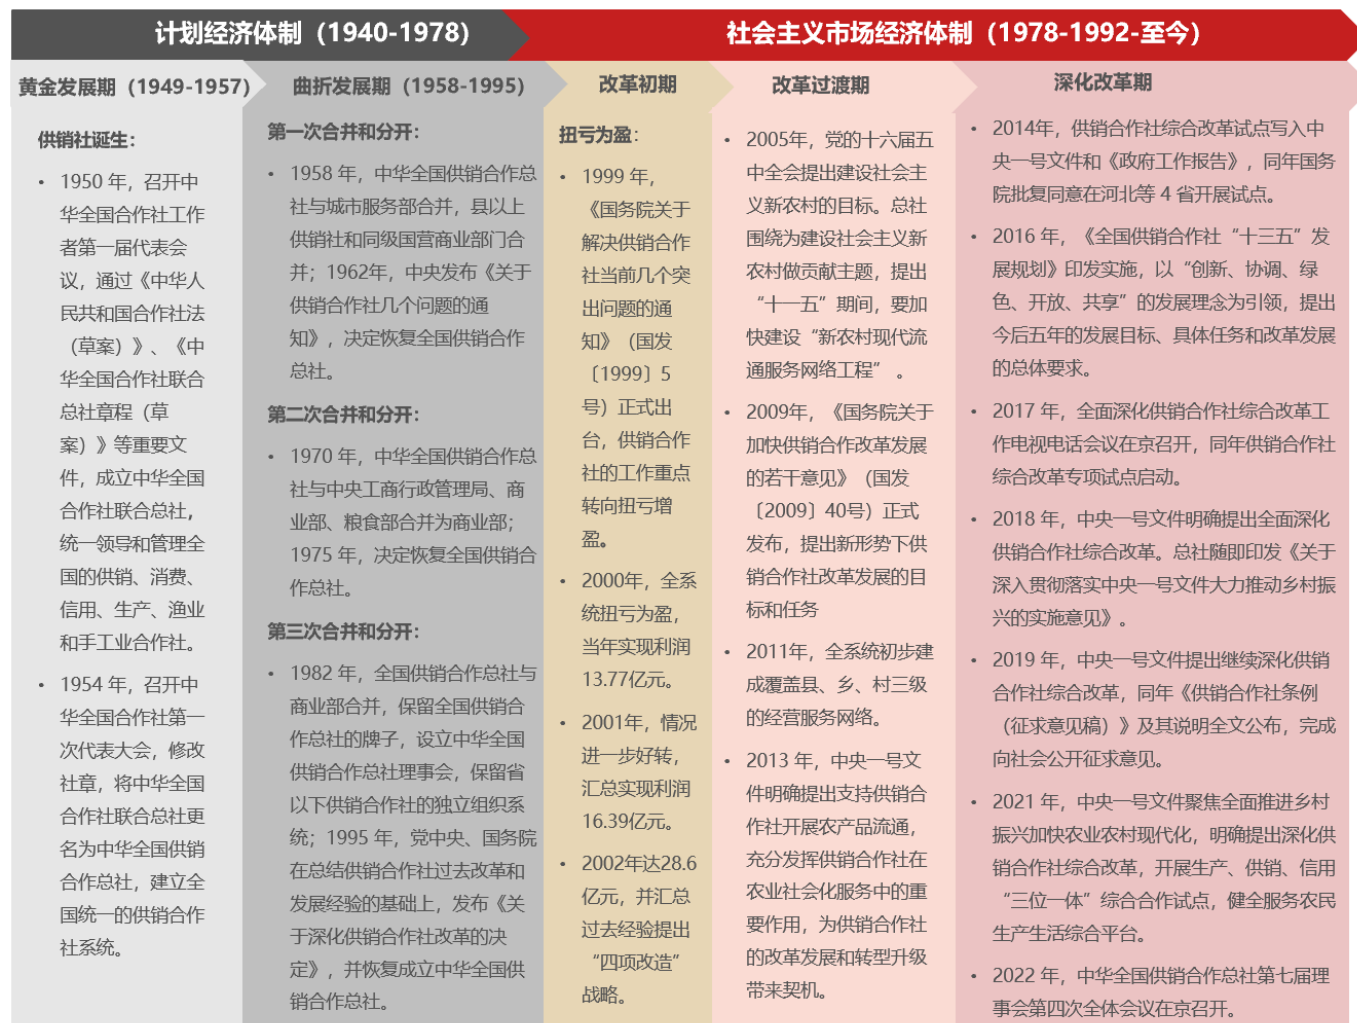 计划经济体制（1940-1978）
社会主义市场经济体制（1978-1992-至今）
黄金发展期（1949-1957）
曲折发展期（1958-1995）
改革初期
改革过渡期
深化改革期
供销社诞生：
• 1950 年，召开中
华全国合作社工作
者第一届代表会
议，通过《中华人
民共和国合作社法
（草案）》、《中
华全国合作社联合
总社章程（草
案）》等重要文
件，成立中华全国
合作社联合总社，
统一领导和管理全
国的供销、消费、
信用、生产、渔业
和手工业合作社。
• 1954 年，召开中
华全国合作社第一
次代表大会，修改
社章，将中华全国
合作社联合总社更
名为中华全国供销
合作总社，建立全
国统一的供销合作
社系统。
第一次合并和分开：
• 1958 年，中华全国供销合作总
社与城市服务部合并，县以上
供销社和同级国营商业部门合
并；1962年，中央发布《关于
供销合作社几个问题的通
知》，决定恢复全国供销合作
总社。
第二次合并和分开：
• 1970 年，中华全国供销合作总
社与中央工商行政管理局、商
业部、粮食部合并为商业部；
1975 年，决定恢复全国供销合
作总社。
第三次合并和分开：
• 1982 年，全国供销合作总社与
商业部合并，保留全国供销合
作总社的牌子，设立中华全国
供销合作总社理事会，保留省
以下供销合作社的独立组织系
统；1995 年，党中央、国务院
在总结供销合作社过去改革和
发展经验的基础上，发布《关
于深化供销合作社改革的决
定》，并恢复成立中华全国供
销合作总社。
扭亏为盈：
• 1999 年，
《国务院关于
解决供销合作
社当前几个突
出问题的通
知》（国发
〔1999〕5
号）正式出
台，供销合作
社的工作重点
转向扭亏增
盈。
• 2000年，全系
统扭亏为盈，
当年实现利润
13.77亿元。
• 2001年，情况
进一步好转，
汇总实现利润
16.39亿元。
• 2002年达28.6
亿元，并汇总
过去经验提出
“四项改造”
战略。
• 2005年，党的十六届五
中全会提出建设社会主
义新农村的目标。总社
围绕为建设社会主义新
农村做贡献主题，提出
“十一五”期间，要加
快建设“新农村现代流
通服务网络工程” 。
• 2009年，《国务院关于
加快供销合作改革发展
的若干意见》（国发
〔2009〕40号）正式
发布，提出新形势下供
销合作社改革发展的目
标和任务
• 2011年，全系统初步建
成覆盖县、乡、村三级
的经营服务网络。
• 2013 年，中央一号文
件明确提出支持供销合
作社开展农产品流通，
充分发挥供销合作社在
农业社会化服务中的重
要作用，为供销合作社
的改革发展和转型升级
带来契机。
• 2014年，供销合作社综合改革试点写入中
央一号文件和《政府工作报告》，同年国务
院批复同意在河北等 4 省开展试点。
• 2016 年，《全国供销合作社“十三五”发
展规划》印发实施，以“创新、协调、绿
色、开放、共享”的发展理念为引领，提出
今后五年的发展目标、具体任务和改革发展
的总体要求。
• 2017 年，全面深化供销合作社综合改革工
作电视电话会议在京召开，同年供销合作社
综合改革专项试点启动。
• 2018 年，中央一号文件明确提出全面深化
供销合作社综合改革。总社随即印发《关于
深入贯彻落实中央一号文件大力推动乡村振
兴的实施意见》。
• 2019 年，中央一号文件提出继续深化供销
合作社综合改革，同年《供销合作社条例
（征求意见稿）》及其说明全文公布，完成
向社会公开征求意见。
• 2021 年，中央一号文件聚焦全面推进乡村
振兴加快农业农村现代化，明确提出深化供
销合作社综合改革，开展生产、供销、信用
“三位一体”综合合作试点，健全服务农民
生产生活综合平台。
• 2022 年，中华全国供销合作总社第七届理
事会第四次全体会议在京召开。